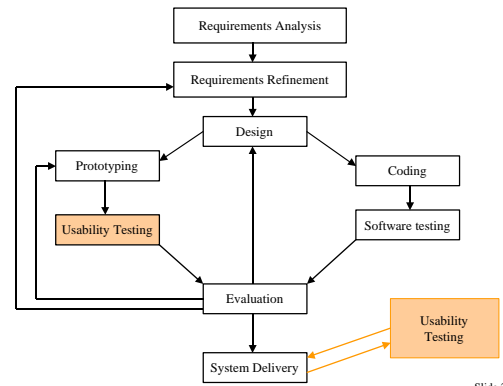 Requirements Analysis
Requirements Refinement
Design
Prototyping
Coding
Usability Testing
Software testing
Evaluation
Usability
Testing
System Delivery